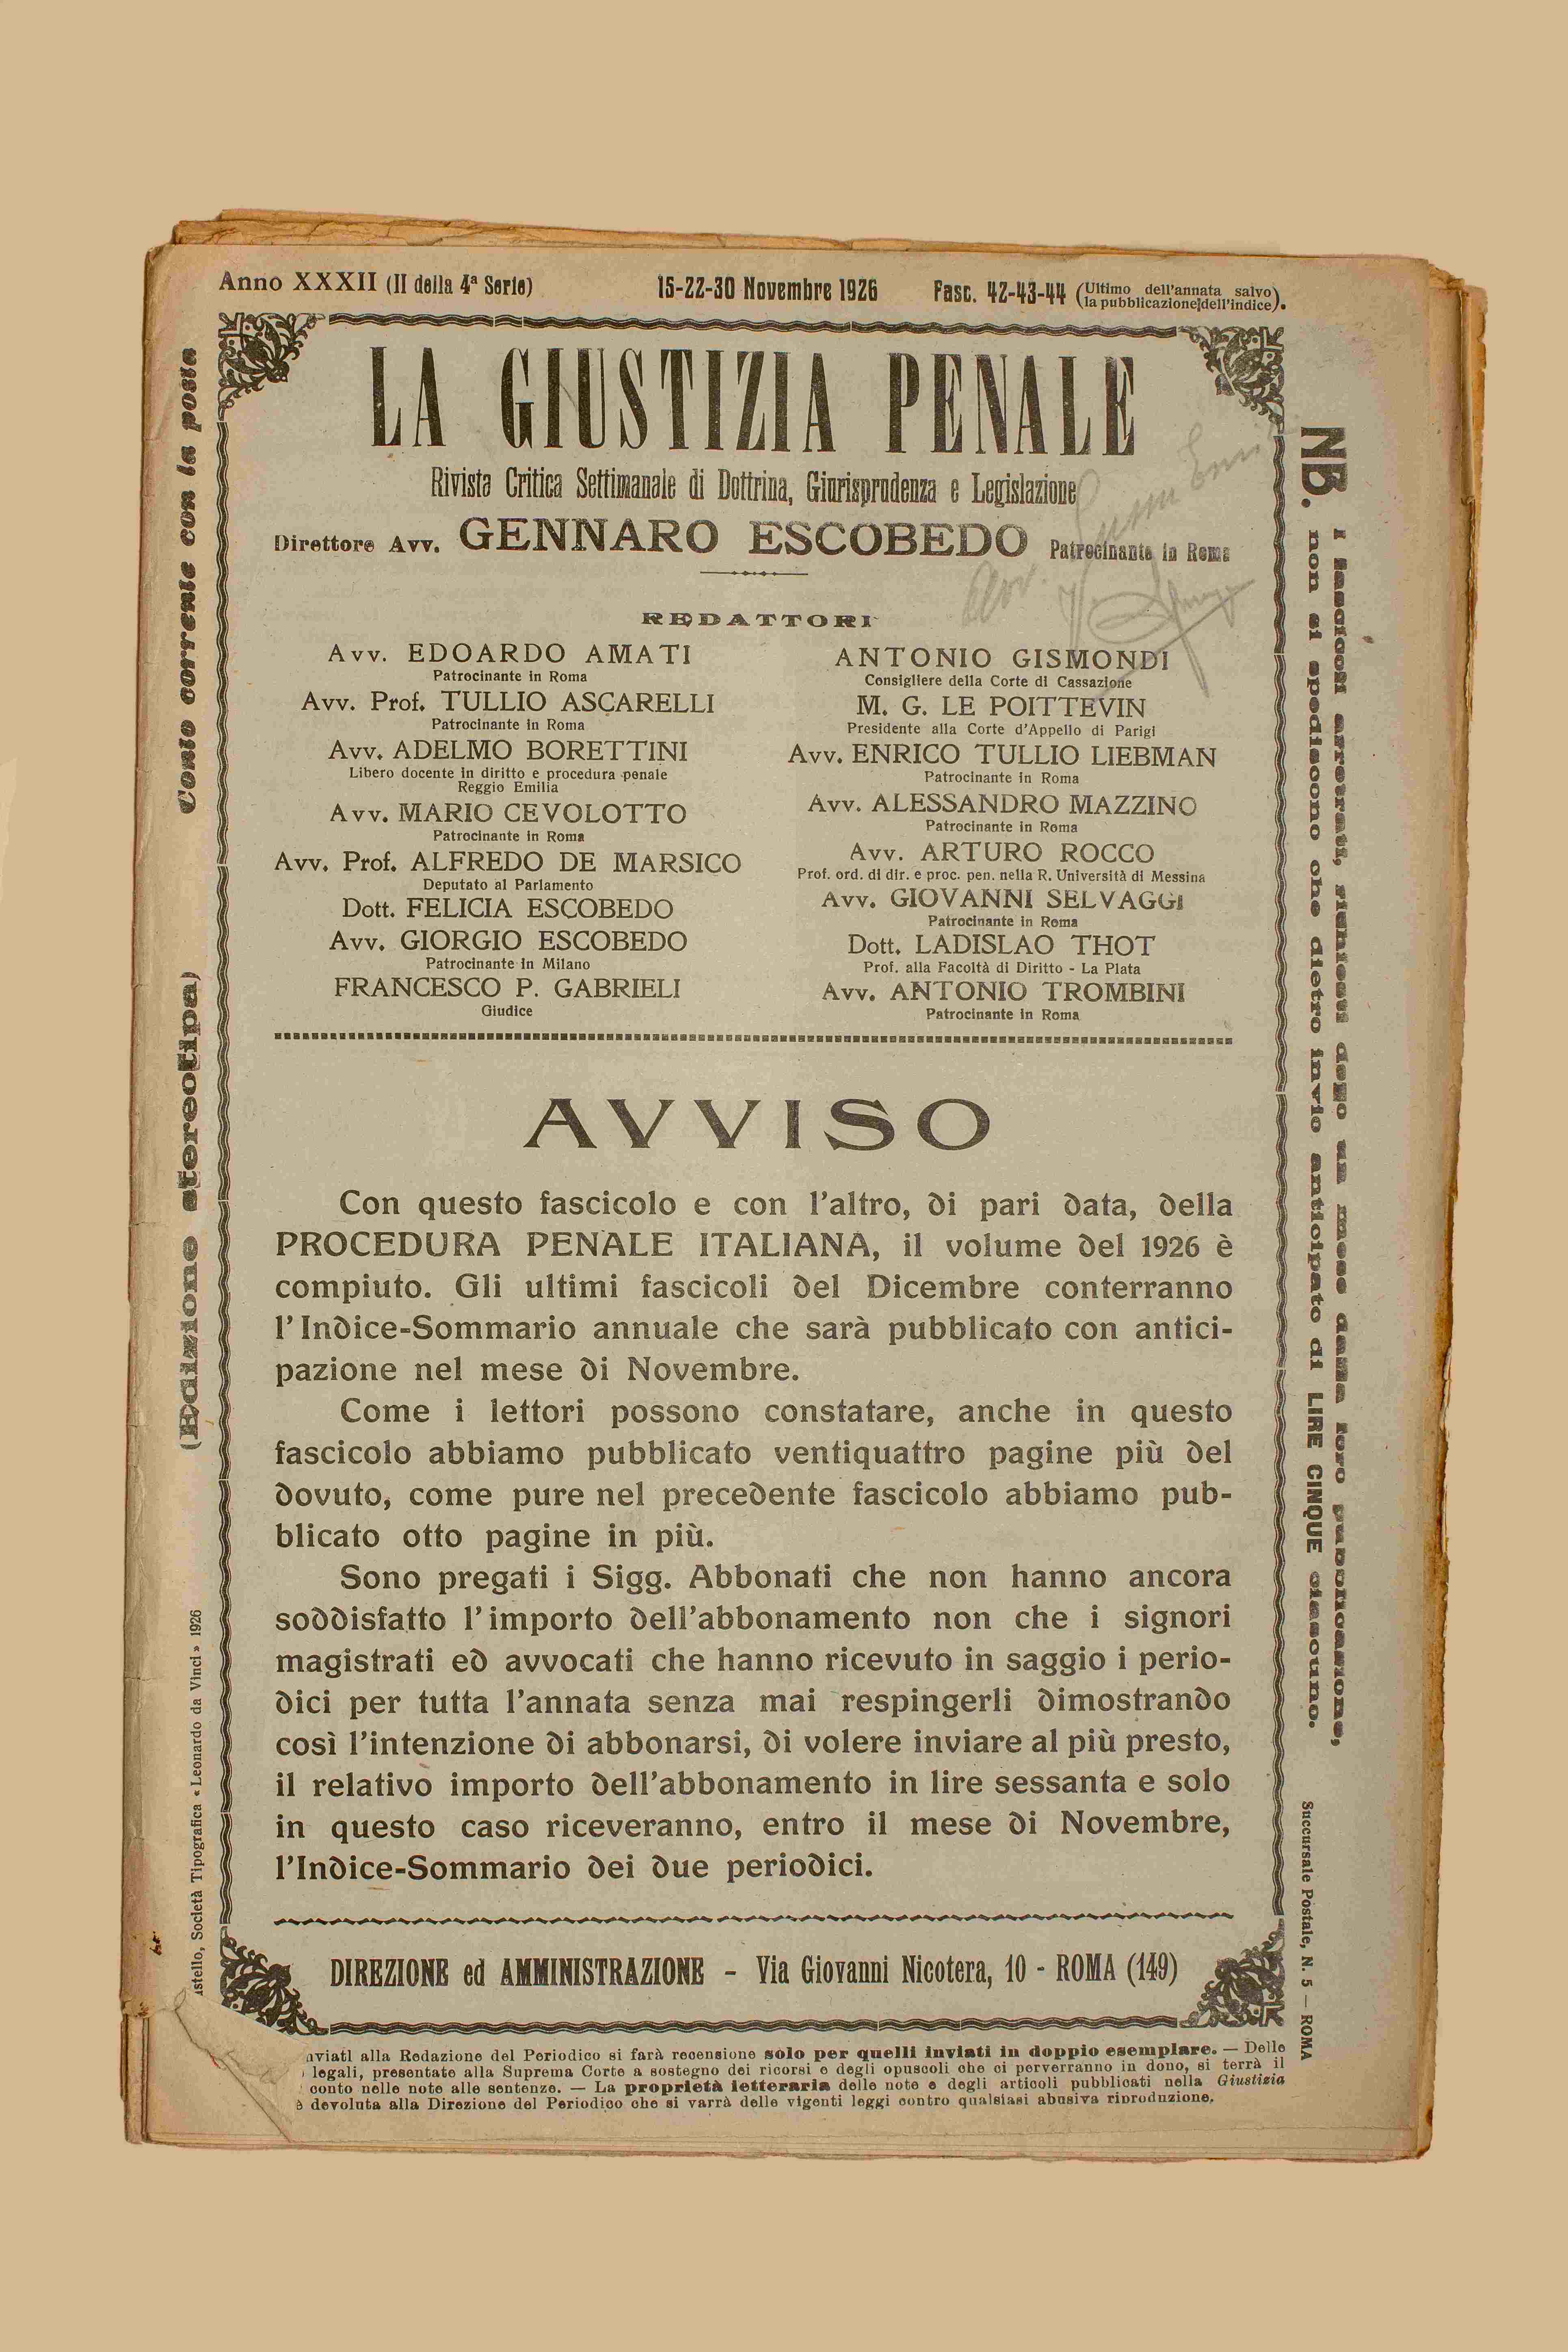 Anno XXXII (II della 4ª Serie)
15-22-30 Novembre 1926
Fasc. 42-43-44 (Ultimo dell'annata salvo
la pubblicazione dell'indice).
LA GIUSTIZIA PENALE
Rivista Critica Settimanale di Dottrina, Giurisprudenza e Legislazione
Direttore Avv. GENNARO ESCOBEDO Patrocinante in Roma
Avv.
REDATTORI
Avv. EDOARDO AMATI
Patrocinante in Roma
Avv. Prof. TULLIO ASCARELLI
Patrocinante in Roma
Avv. ADELMO BORETTINI
Libero docente in diritto e procedura penale
Reggio Emilia
Avv. MARIO CEVOLOTTO
Patrocinante in Roma
Avv. Prof. ALFREDO DE MARSICO
Deputato al Parlamento
Dott. FELICIA ESCOBEDO
Avv. GIORGIO ESCOBEDO
Patrocinante in Milano
FRANCESCO P. GABRIELI
Giudice
ANTONIO GISMONDI
Consigliere della Corte di Cassazione
M. G. LE POITTEVIN
Presidente alla Corte d'Appello di Parigi
Avv. ENRICO TULLIO LIEBMAN
Patrocinante in Roma
Avv. ALESSANDRO MAZZINO
Patrocinante in Roma
Avv. ARTURO ROCCO
Prof. ord. di dir. e proc. pen. nella R. Università di Messina
Avv. GIOVANNI SELVAGGI
Patrocinante in Roma
Dott. LADISLAO THOT
Prof. alla Facoltà di Diritto - La Plata
Avv. ANTONIO TROMBINI
Patrocinante in Roma
AVVISO
Con questo fascicolo e con l'altro, di pari data, della
PROCEDURA PENALE ITALIANA, il volume del 1926 è
compiuto. Gli ultimi fascicoli del Dicembre conterranno
l'Indice-Sommario annuale che sarà pubblicato con antici-
pazione nel mese di Novembre.
Come i lettori possono constatare, anche in questo
fascicolo abbiamo pubblicato ventiquattro pagine più del
dovuto, come pure nel precedente fascicolo abbiamo pub-
blicato otto pagine in più.
Sono pregati i Sigg. Abbonati che non hanno ancora
soddisfatto l'importo dell'abbonamento non che i signori
magistrati ed avvocati che hanno ricevuto in saggio i perio-
dici per tutta l'annata senza mai respingerli dimostrando
così l'intenzione di abbonarsi, di volere inviare al più presto,
il relativo importo dell'abbonamento in lire sessanta e solo
in questo caso riceveranno, entro il mese di Novembre,
l'Indice-Sommario dei due periodici.
DIREZIONE ed AMMINISTRAZIONE - Via Giovanni Nicotera, 10 - ROMA (149)
alla Redazione del Periodico si farà recensione solo per quelli inviati in doppio esemplare. — Delle
legali, presentate alla Suprema Corte a sostegno dei ricorsi e degli opuscoli che ci perverranno in dono, si terrà il
conto nelle note alle sentenze. — La proprietà letteraria delle note e degli articoli pubblicati nella Giustizia
è devoluta alla Direzione del Periodico che si varrà delle vigenti leggi contro qualsiasi abusiva riproduzione.
Conto corrente con la posta
(Edizione stereotipa)
Società Tipografica « Leonardo da Vinci » 1926
NB. I fascicoli arretrati, richiesti dopo un mese dalla loro pubblicazione,
non si spediscono che dietro invio anticipato di LIRE CINQUE ciascuno.
Succursale Postale, N. 5 — ROMA